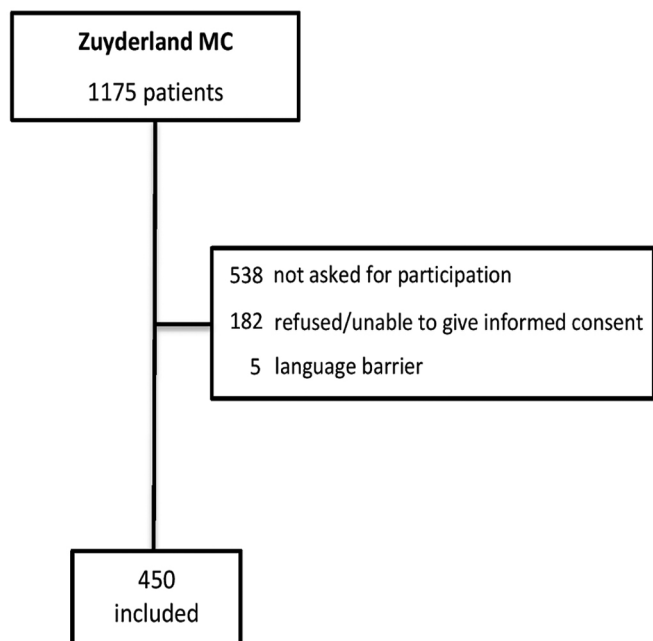 Zuyderland MC
1175 patients
538 not asked for participation
182 refused/unable to give informed consent
5 language barrier
450
included